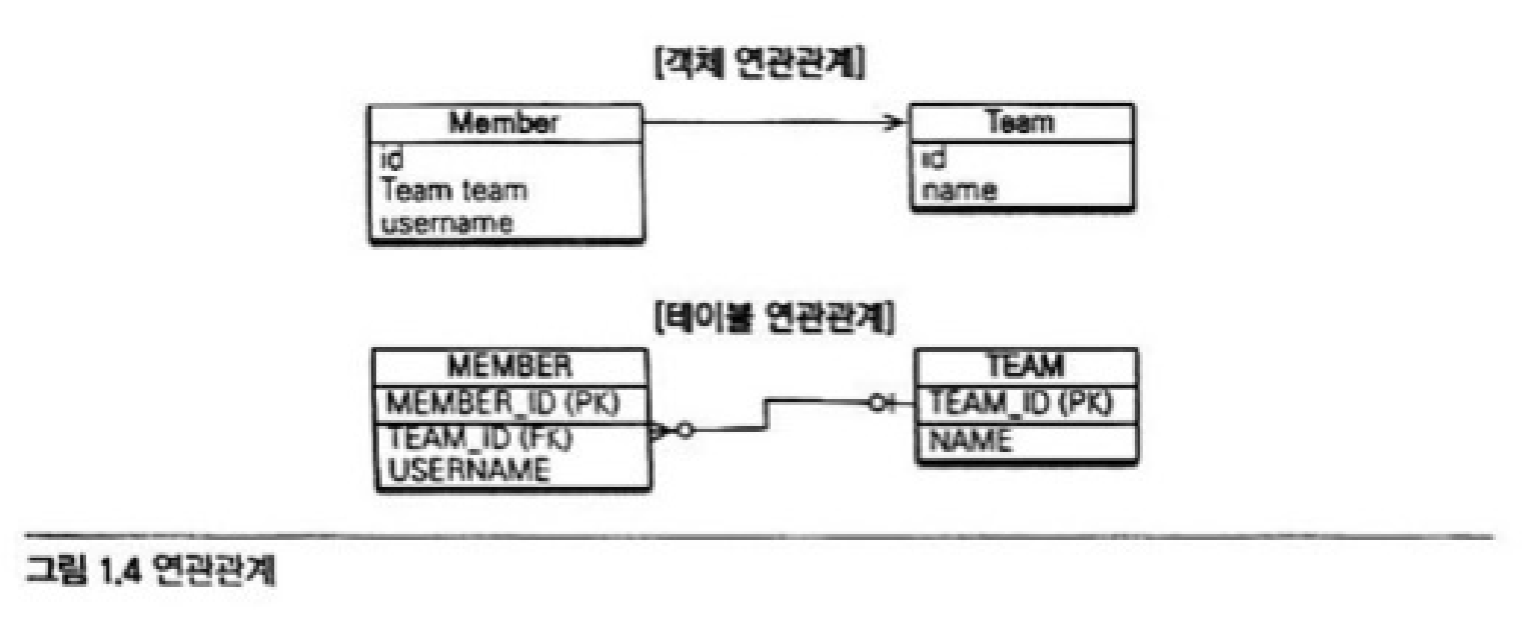 [객체 연관관계]
Member
id
Team team
username
Team
id
name
[테이블 연관관계]
MEMBER
MEMBER_ID (PK)
TEAM_ID (FK)
USERNAME
TEAM
TEAM_ID (PK)
NAME
그림 1.4 연관관계